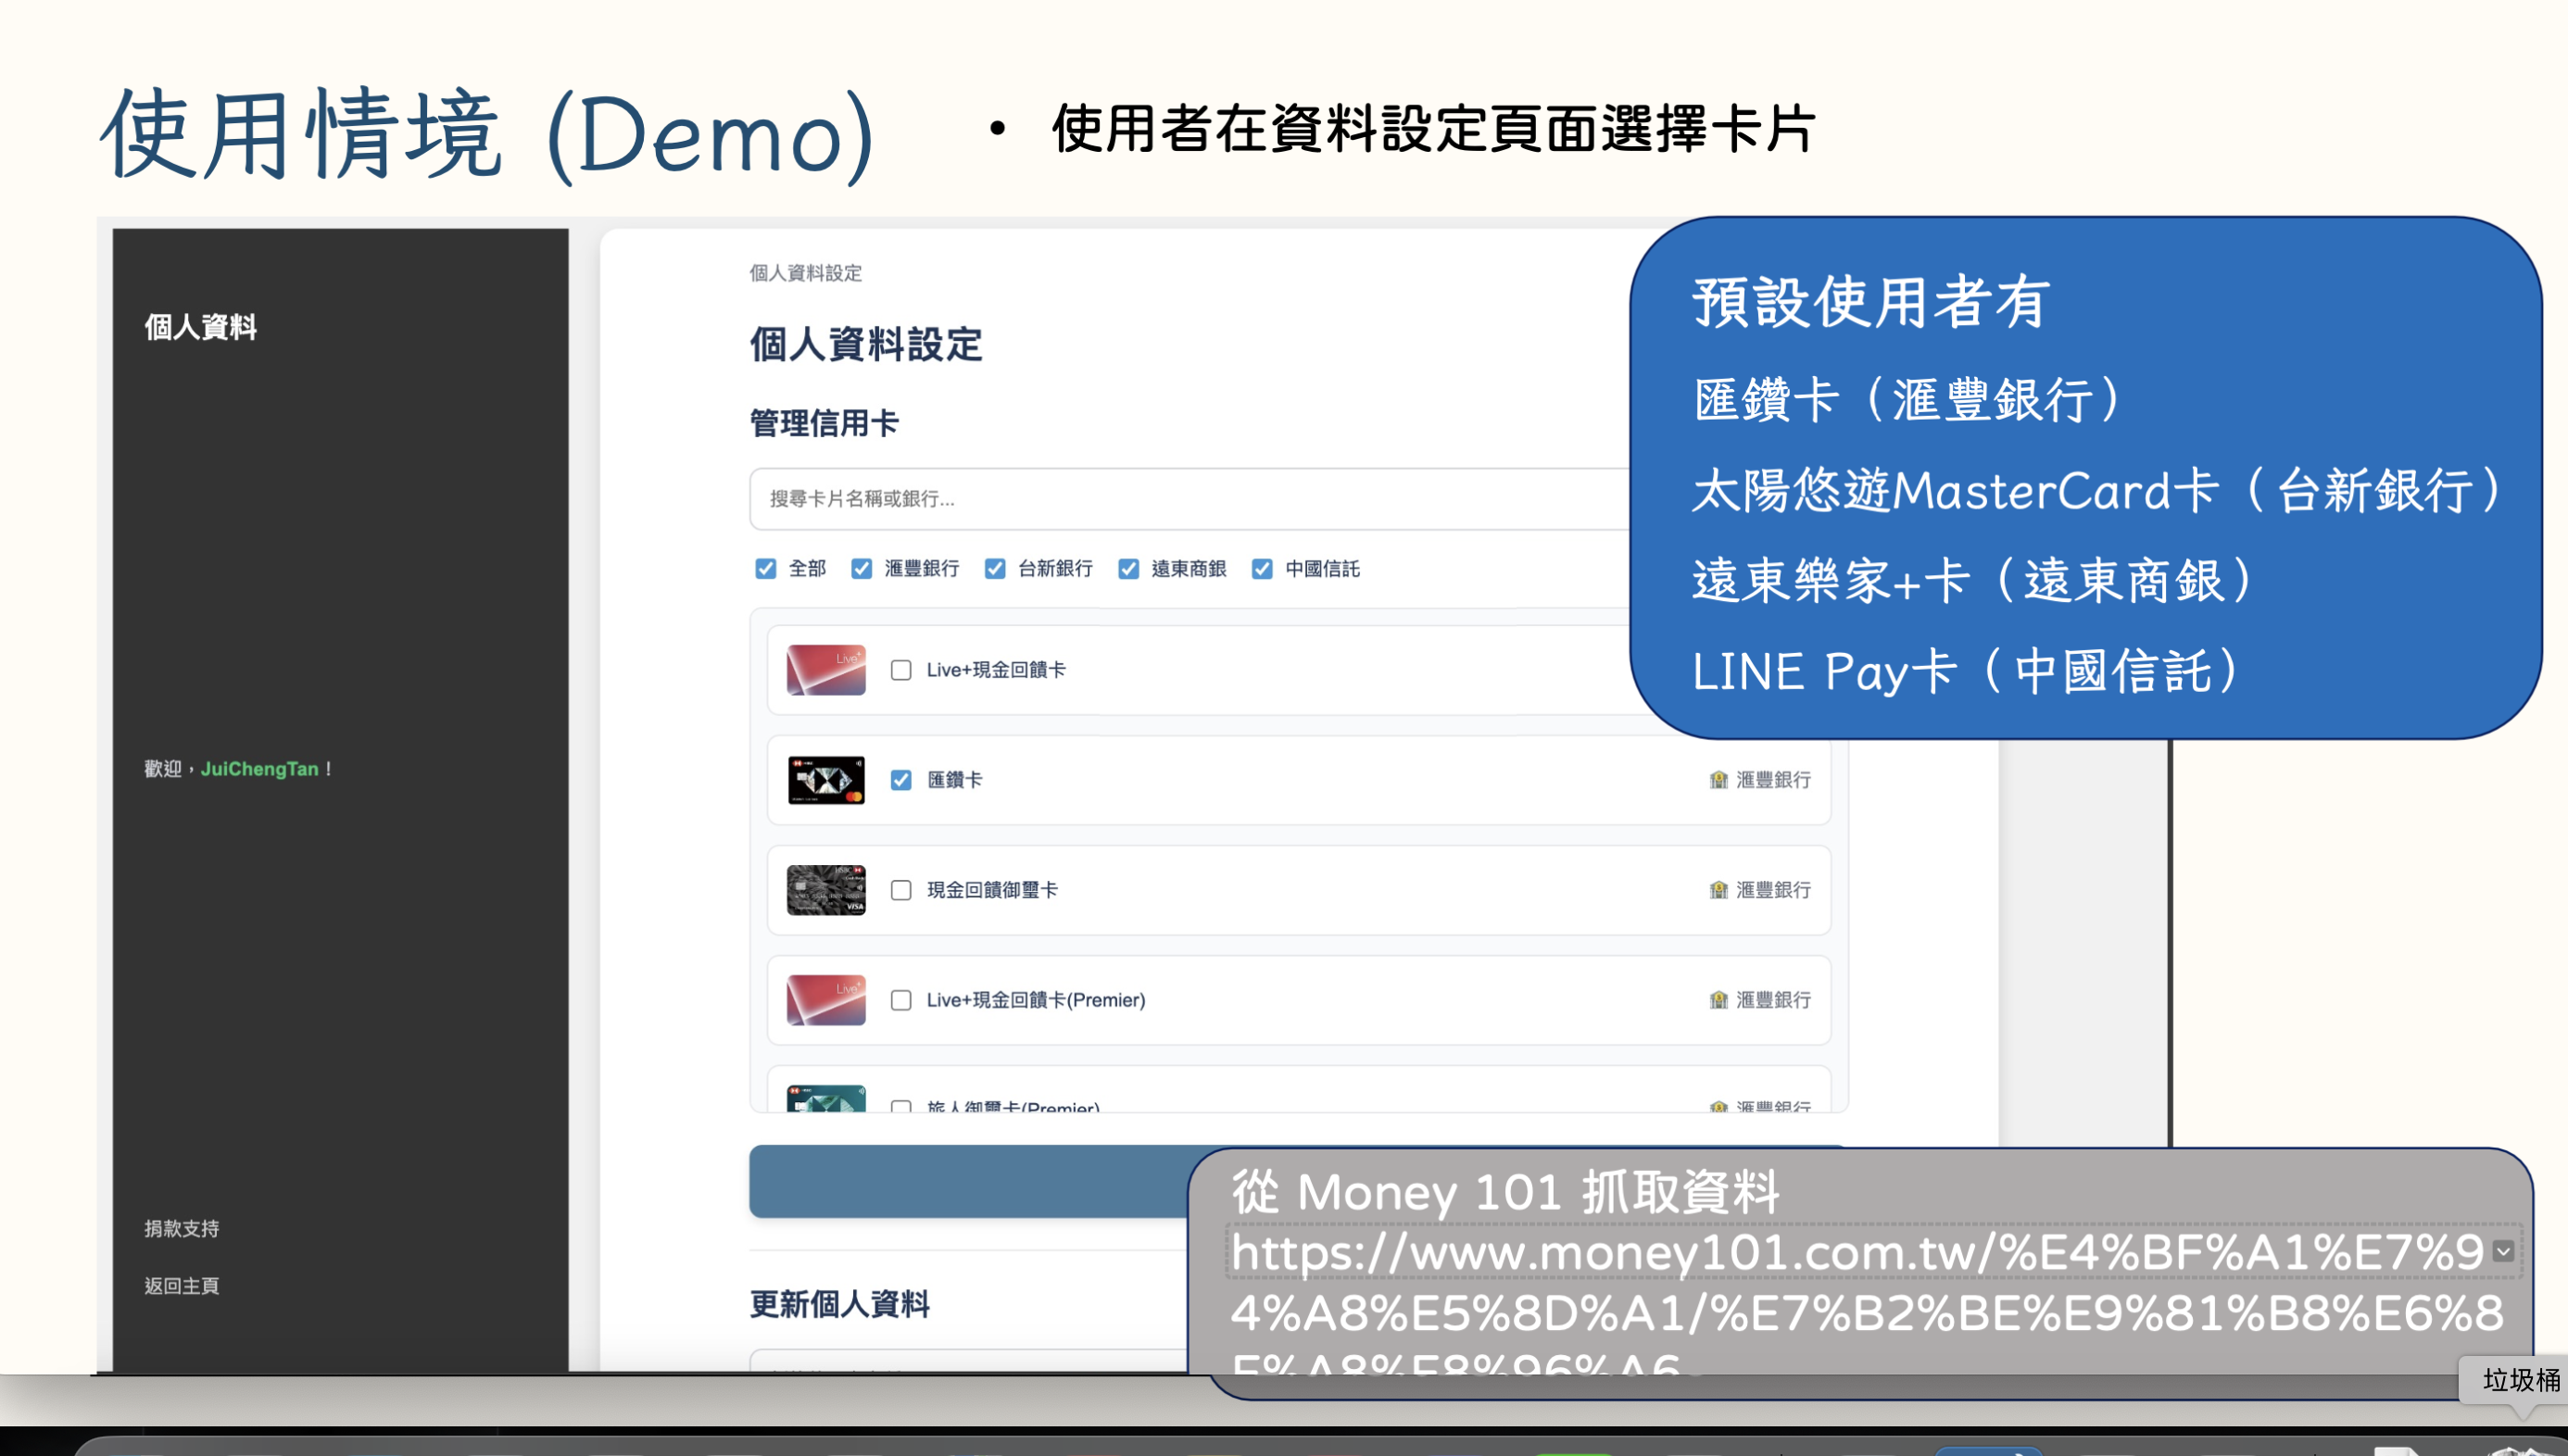 使用情境 (Demo)
• 使用者在資料設定頁面選擇卡片
個人資料
歡迎，JuiChengTan！
捐款支持
返回主頁
個人資料設定
個人資料設定
管理信用卡
搜尋卡片名稱或銀行...
全部 滙豐銀行 台新銀行 遠東商銀 中國信託
Live+
Live+現金回饋卡
匯鑽卡
滙豐銀行
VISA
現金回饋御璽卡
滙豐銀行
Live+
Live+現金回饋卡(Premier)
滙豐銀行
旅人御璽卡(Premier)
滙豐銀行
更新個人資料
預設使用者有
匯鑽卡（滙豐銀行）
太陽悠遊MasterCard卡（台新銀行）
遠東樂家+卡（遠東商銀）
LINE Pay卡（中國信託）
從 Money 101 抓取資料
https://www.money101.com.tw/%E4%BF%A1%E7%9
4%A8%E5%8D%A1/%E7%B2%BE%E9%81%B8%E6%8
E%A8%E8%96%A6
垃圾桶